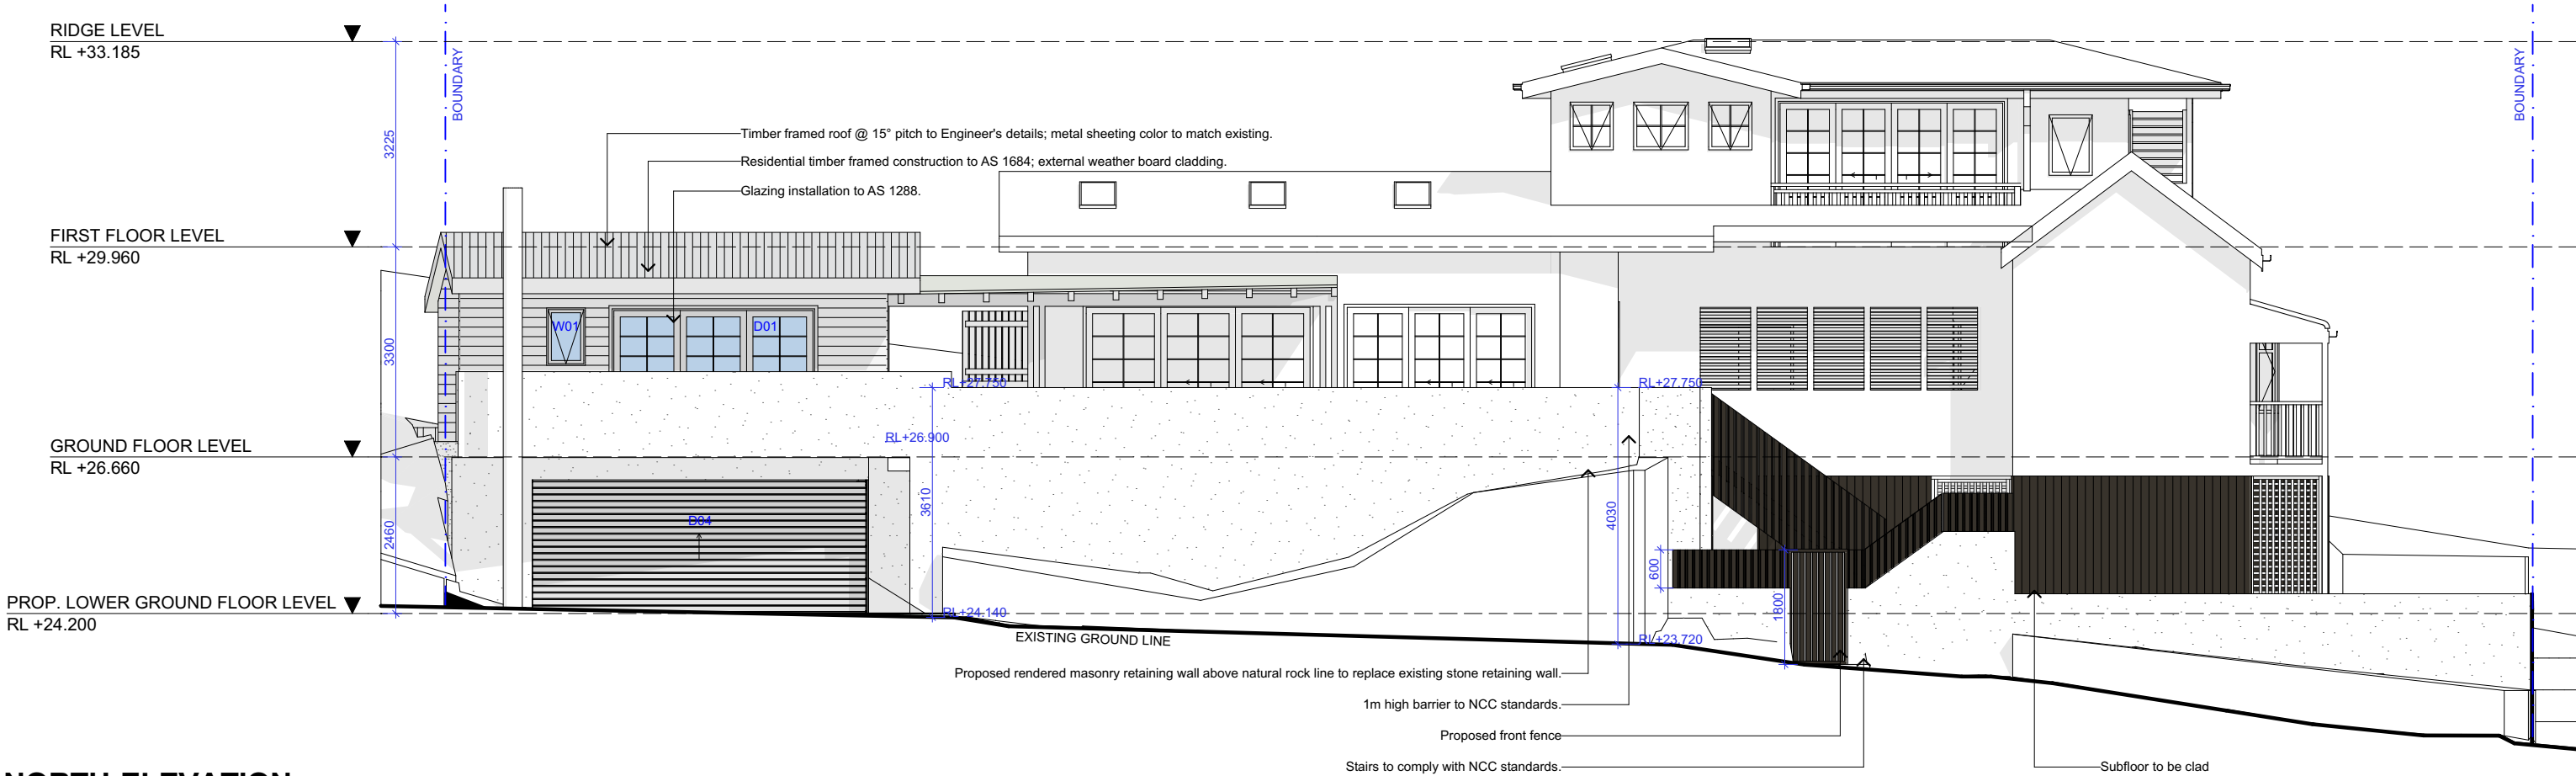 RIDGE LEVEL
RL +33.185
BOUNDARY
BOUNDARY
3225
Timber framed roof @ 15° pitch to Engineer's details; metal sheeting color to match existing.
Residential timber framed construction to AS 1684; external weather board cladding.
Glazing installation to AS 1288.
FIRST FLOOR LEVEL
RL +29.960
3300
W01
D01
RL+27.750
RL+27.750
RL+26.900
GROUND FLOOR LEVEL
RL +26.660
2460
D04
3610
4030
600
1800
PROP. LOWER GROUND FLOOR LEVEL
RL +24.200
RL+24.140
EXISTING GROUND LINE
RL+23.720
Proposed rendered masonry retaining wall above natural rock line to replace existing stone retaining wall.
1m high barrier to NCC standards.
Proposed front fence
Stairs to comply with NCC standards.
Subfloor to be clad
NORTH ELEVATION